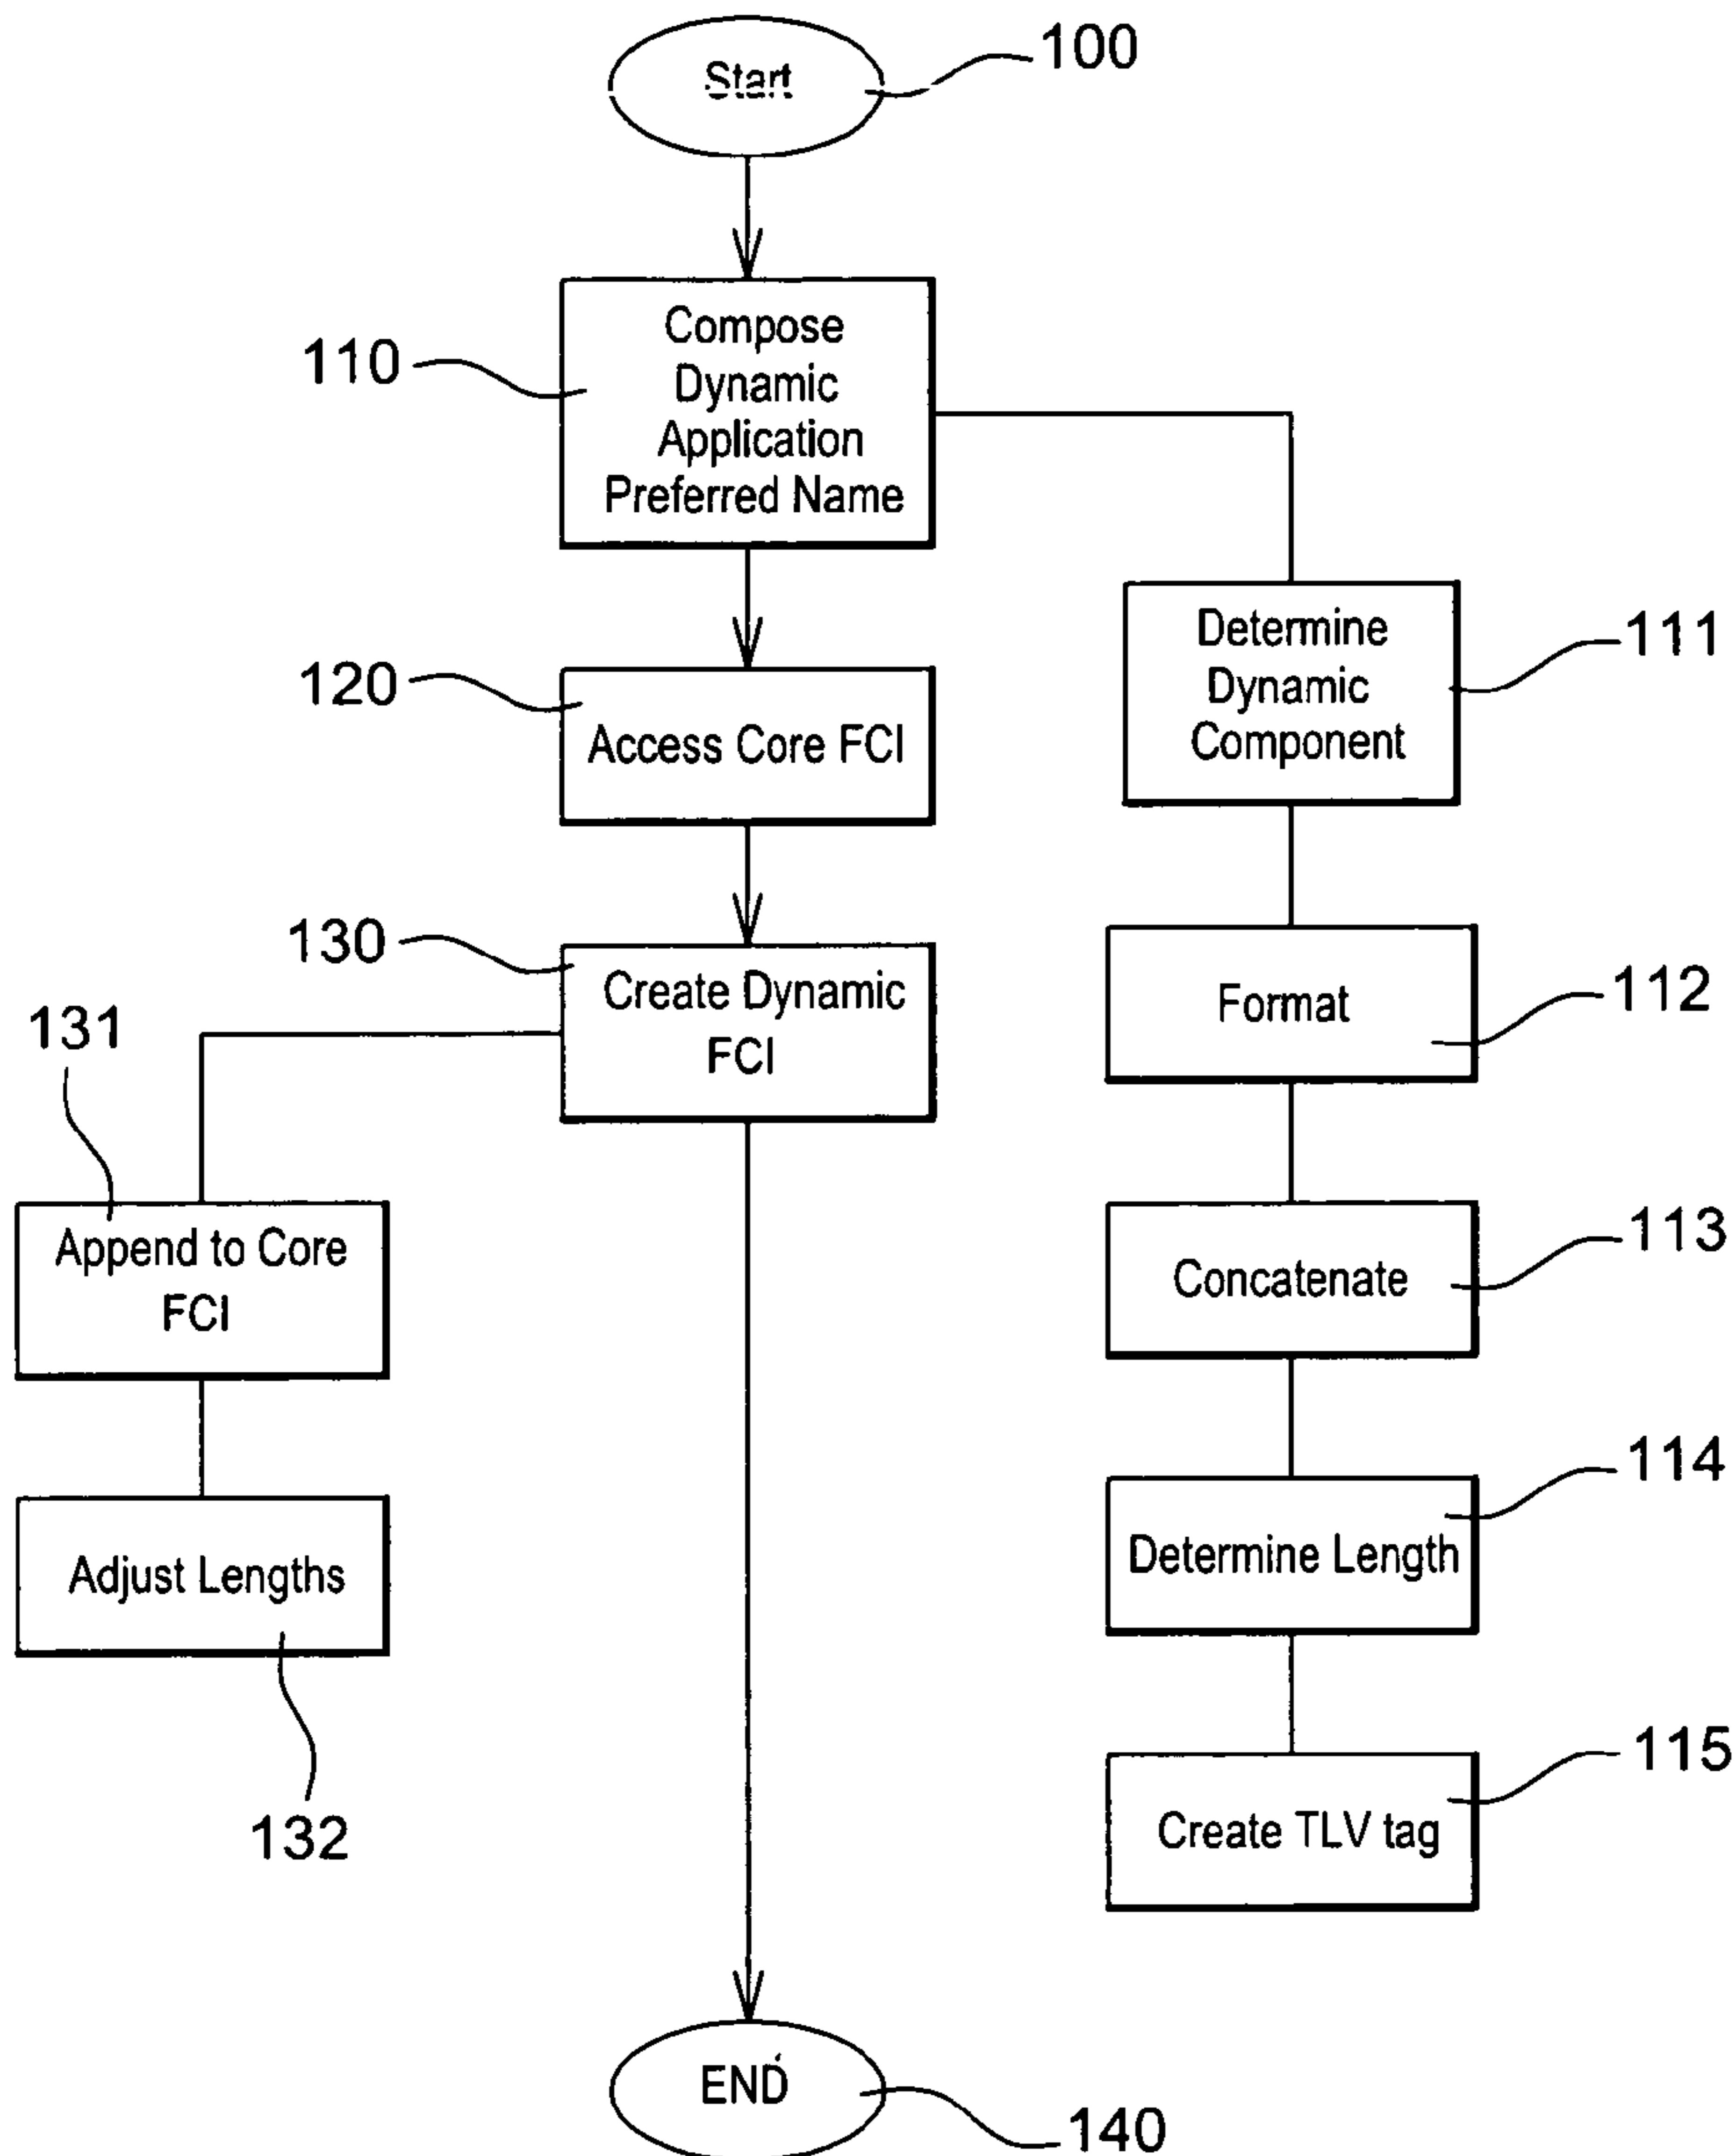 Start
100
Compose
Dynamic
Application
Preferred Name
110
Determine
Dynamic
Component
111
120
Access Core FCI
130
Create Dynamic
FCI
Format
112
131
Append to Core
FCI
Concatenate
113
Determine Length
114
Adjust Lengths
132
Create TLV tag
115
END
140